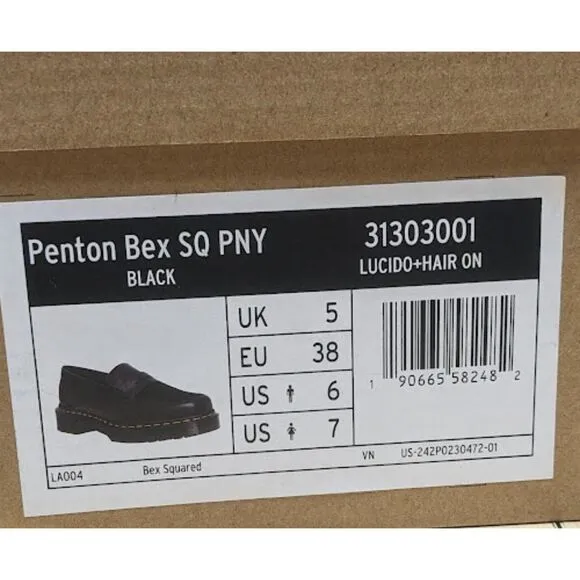 Penton Bex SQ PNY
BLACK
31303001
LUCIDO+HAIR ON
UK 5
EU 38
US 6
US 7
1 90665 58248 2
LA004
Bex Squared
VN
US-242P0230472-01